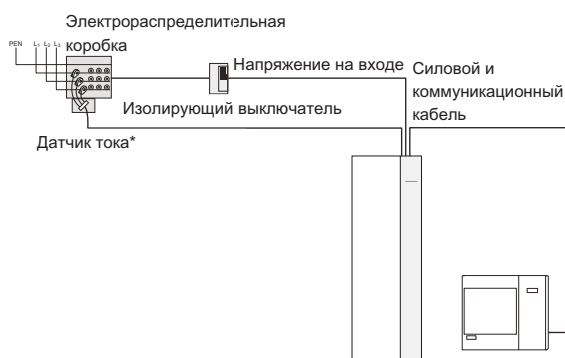 Электрораспределительная
коробка
PEN L₁ L₂ L₃
Напряжение на входе
Силовой и
коммуникационный
кабель
Изолирующий выключатель
Датчик тока*